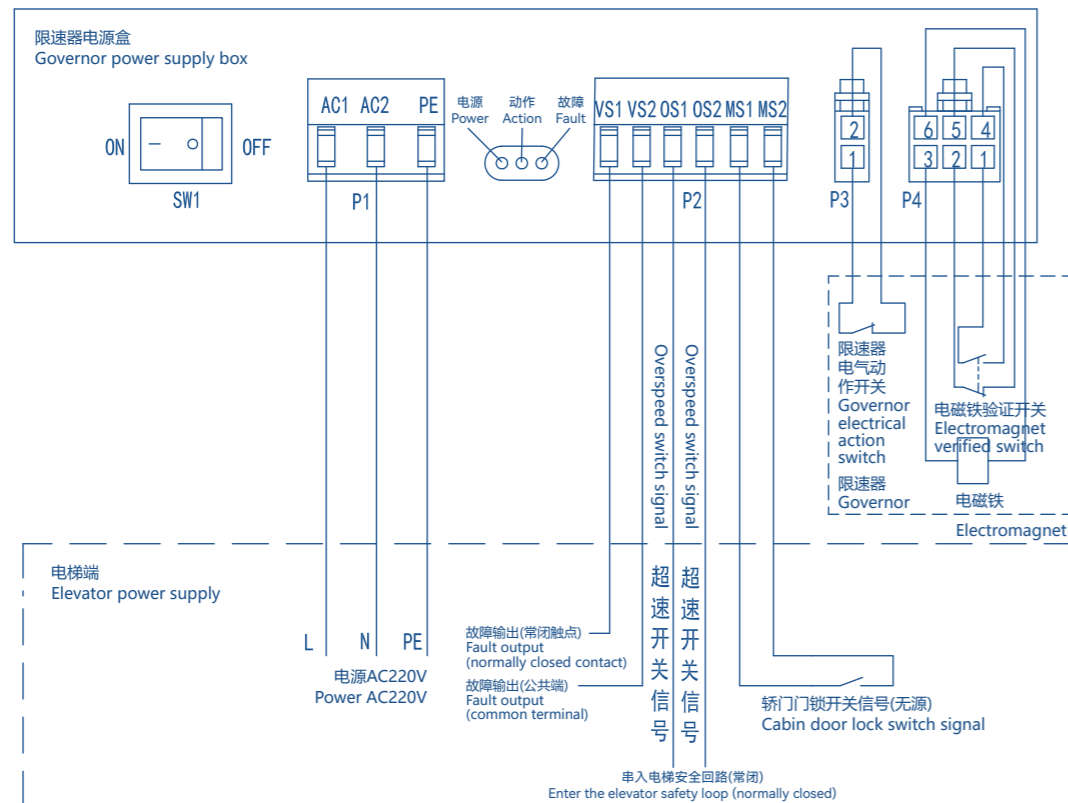 限速器电源盒
Governor power supply box
ON
OFF
SW1
AC1 AC2 PE
P1
电源 动作 故障
Power Action Fault
VS1 VS2 OS1 OS2 MS1 MS2
P2
2
1
P3
6 5 4
3 2 1
P4
限速器
电气动
作开关
Governor
electrical
action
switch
限速器
Governor
电磁铁验证开关
Electromagnet
verified switch
电磁铁
Electromagnet
Overspeed switch signal
Overspeed switch signal
超速开关信号
超速开关信号
电梯端
Elevator power supply
L N PE
电源AC220V
Power AC220V
故障输出(常闭触点)
Fault output
(normally closed contact)
故障输出(公共端)
Fault output
(common terminal)
轿门门锁开关信号(无源)
Cabin door lock switch signal
串入电梯安全回路(常闭)
Enter the elevator safety loop (normally closed)